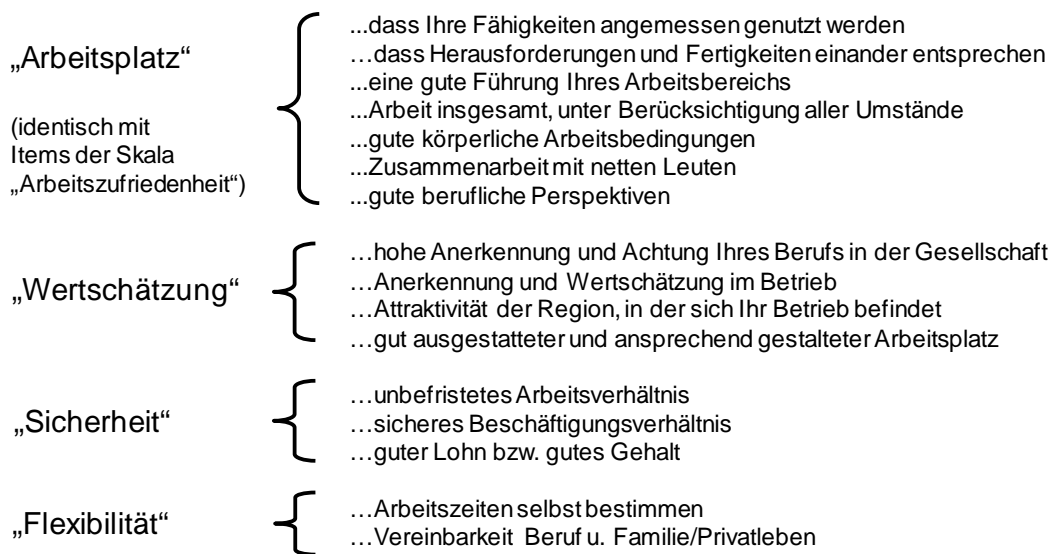 „Arbeitsplatz“
(identisch mit
Items der Skala
„Arbeitszufriedenheit“)
...dass Ihre Fähigkeiten angemessen genutzt werden
…dass Herausforderungen und Fertigkeiten einander entsprechen
...eine gute Führung Ihres Arbeitsbereichs
...Arbeit insgesamt, unter Berücksichtigung aller Umstände
...gute körperliche Arbeitsbedingungen
...Zusammenarbeit mit netten Leuten
...gute berufliche Perspektiven
„Wertschätzung“
…hohe Anerkennung und Achtung Ihres Berufs in der Gesellschaft
…Anerkennung und Wertschätzung im Betrieb
…Attraktivität der Region, in der sich Ihr Betrieb befindet
…gut ausgestatteter und ansprechend gestalteter Arbeitsplatz
„Sicherheit“
…unbefristetes Arbeitsverhältnis
…sicheres Beschäftigungsverhältnis
…guter Lohn bzw. gutes Gehalt
„Flexibilität“
…Arbeitszeiten selbst bestimmen
…Vereinbarkeit Beruf u. Familie/Privatleben